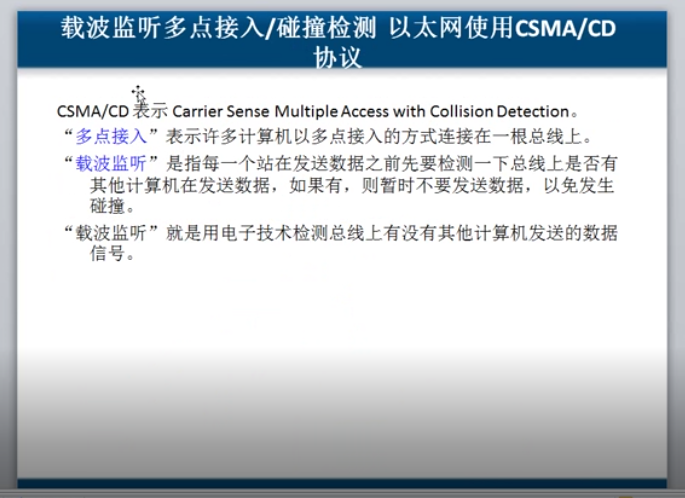 载波监听多点接入/碰撞检测 以太网使用CSMA/CD
协议
CSMA/CD 表示 Carrier Sense Multiple Access with Collision Detection。
“多点接入”表示许多计算机以多点接入的方式连接在一根总线上。
“载波监听”是指每一个站在发送数据之前先要检测一下总线上是否有
其他计算机在发送数据，如果有，则暂时不要发送数据，以免发生
碰撞。
“载波监听”就是用电子技术检测总线上有没有其他计算机发送的数据
信号。